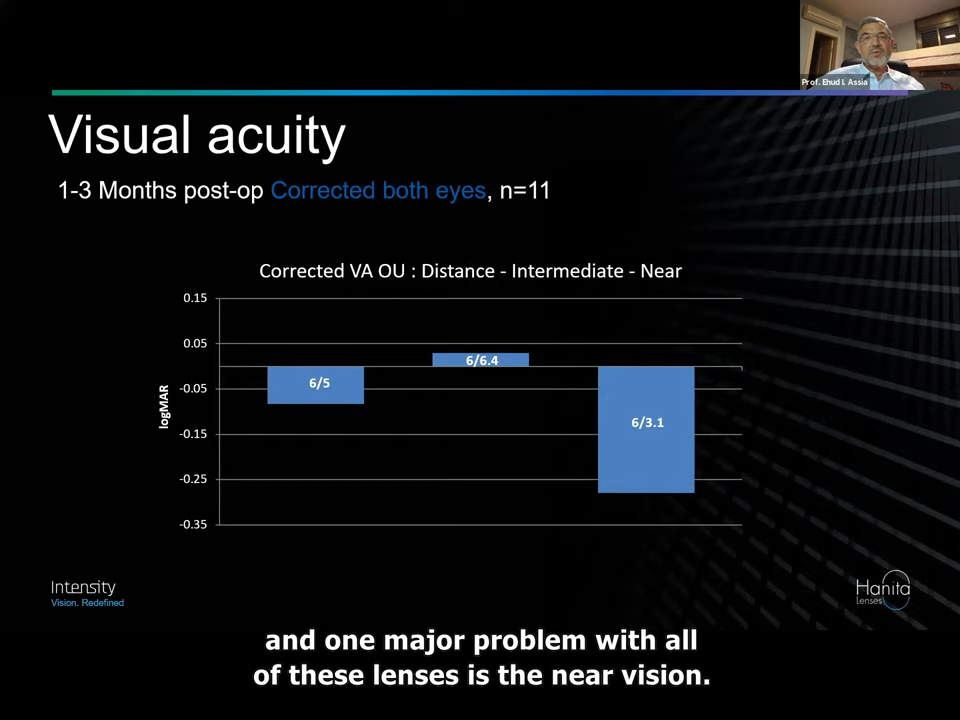 Prof. Ehud I. Assia
Visual acuity
1-3 Months post-op Corrected both eyes, n=11
Corrected VA OU : Distance - Intermediate - Near
0.15
0.05
-0.05
-0.15
-0.25
-0.35
logMAR
6/5
6/6.4
6/3.1
Intensity
Vision. Redefined
Hanita
Lenses
and one major problem with all
of these lenses is the near vision.